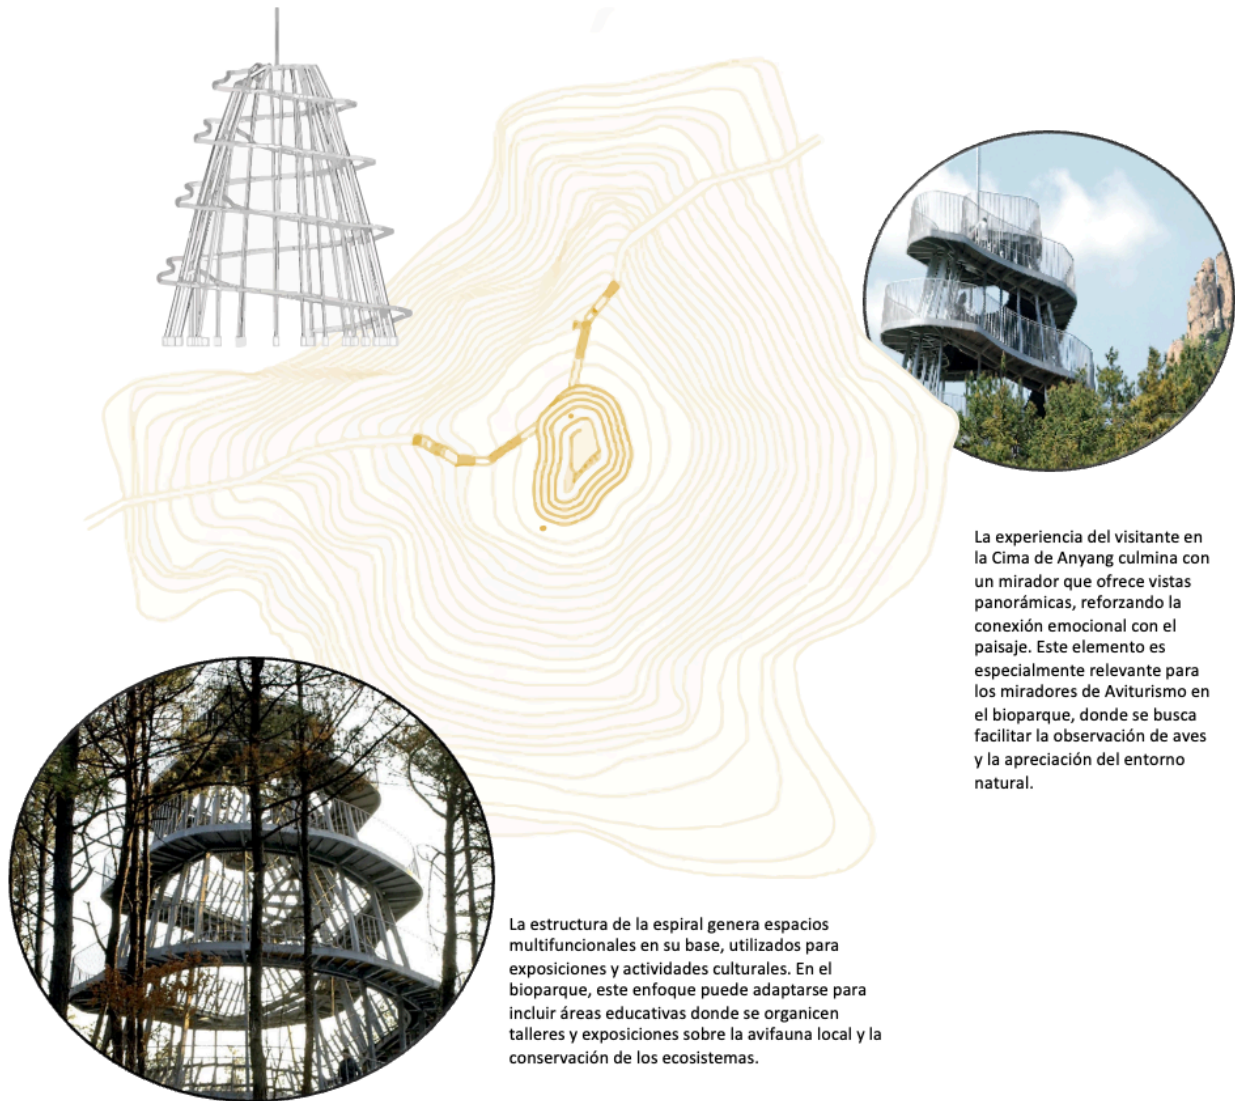 La experiencia del visitante en
la Cima de Anyang culmina con
un mirador que ofrece vistas
panorámicas, reforzando la
conexión emocional con el
paisaje. Este elemento es
especialmente relevante para
los miradores de Aviturismo en
el bioparque, donde se busca
facilitar la observación de aves
y la apreciación del entorno
natural.
La estructura de la espiral genera espacios
multifuncionales en su base, utilizados para
exposiciones y actividades culturales. En el
bioparque, este enfoque puede adaptarse para
incluir áreas educativas donde se organicen
talleres y exposiciones sobre la avifauna local y la
conservación de los ecosistemas.